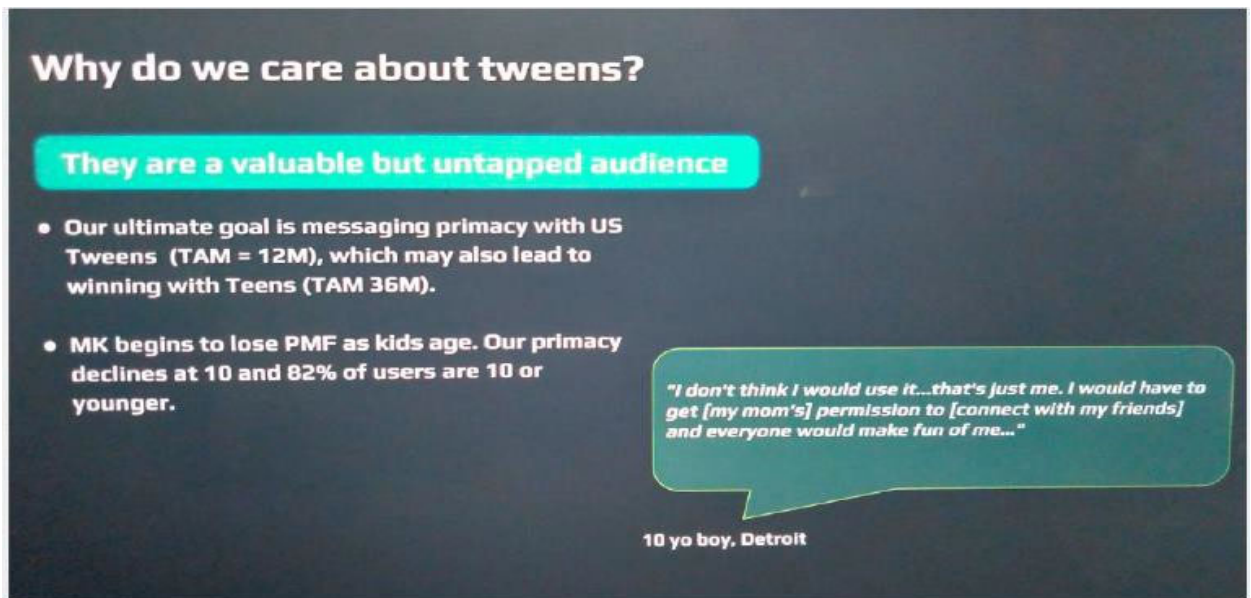 Why do we care about tweens?
They are a valuable but untapped audience
• Our ultimate goal is messaging primacy with US
Tweens (TAM = 12M), which may also lead to
winning with Teens (TAM 36M).
• MK begins to lose PMF as kids age. Our primacy
declines at 10 and 82% of users are 10 or
younger.
"I don't think I would use it...that's just me. I would have to
get [my mom's] permission to [connect with my friends]
and everyone would make fun of me..."
10 yo boy, Detroit